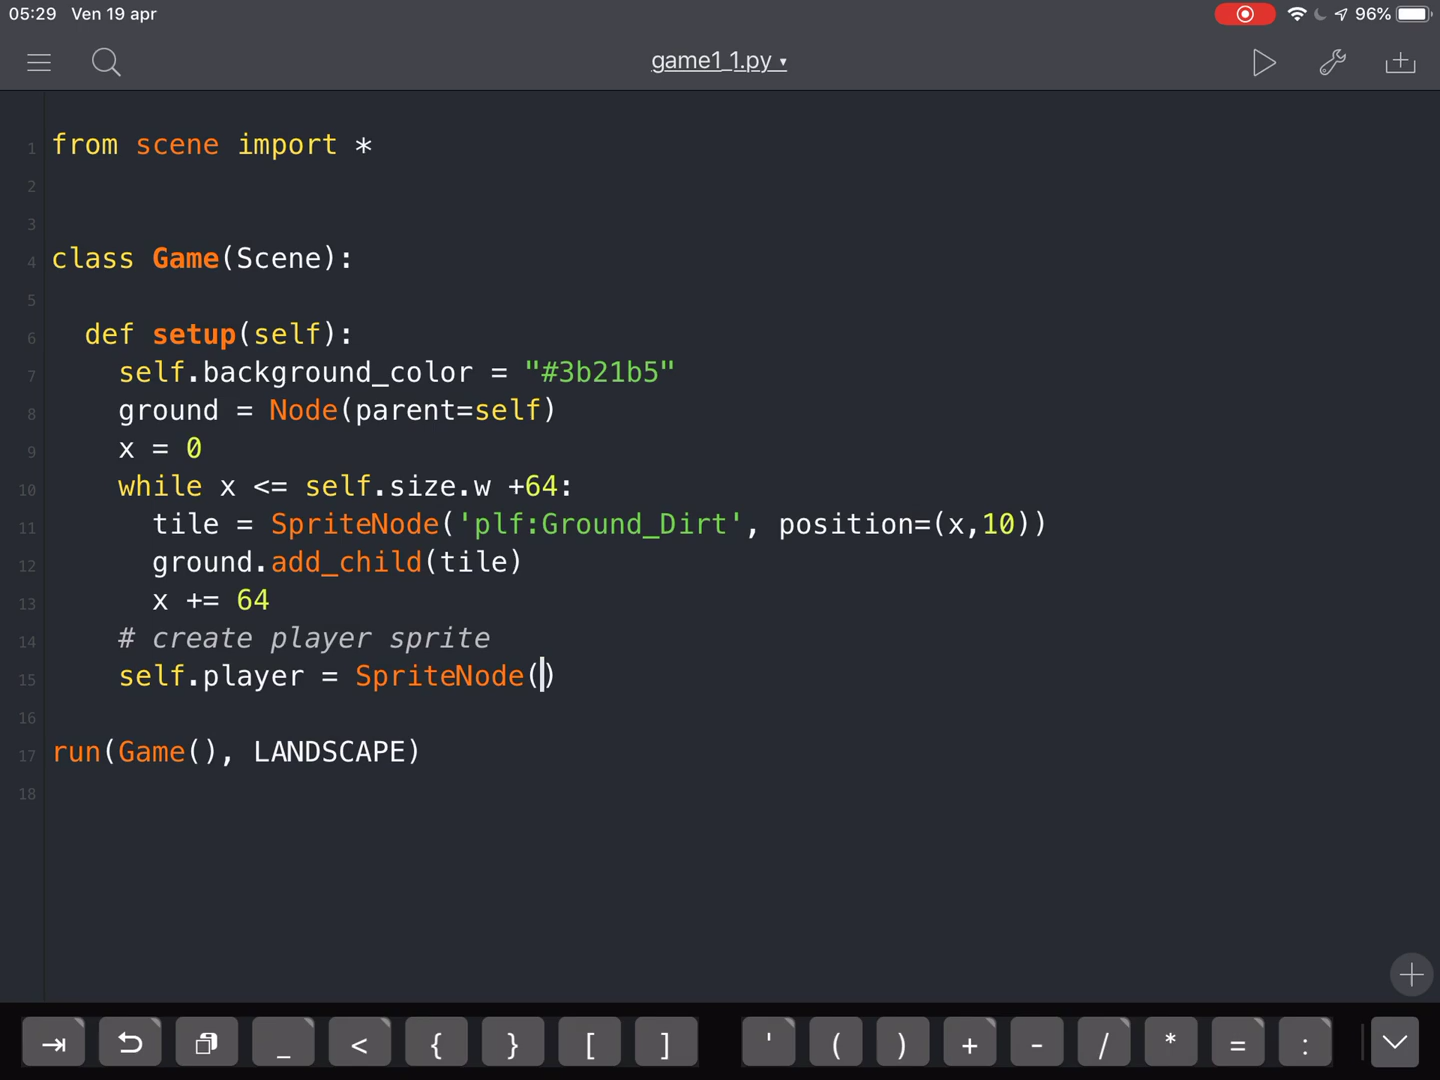 05:29 Ven 19 apr 96%
game1_1.py ▾
1 from scene import *
2
3
4 class Game(Scene):
5
6 def setup(self):
7 self.background_color = "#3b21b5"
8 ground = Node(parent=self)
9 x = 0
10 while x <= self.size.w +64:
11 tile = SpriteNode('plf:Ground_Dirt', position=(x,10))
12 ground.add_child(tile)
13 x += 64
14 # create player sprite
15 self.player = SpriteNode()
16
17 run(Game(), LANDSCAPE)
18
_ < { } [ ] ' ( ) + - / * = :